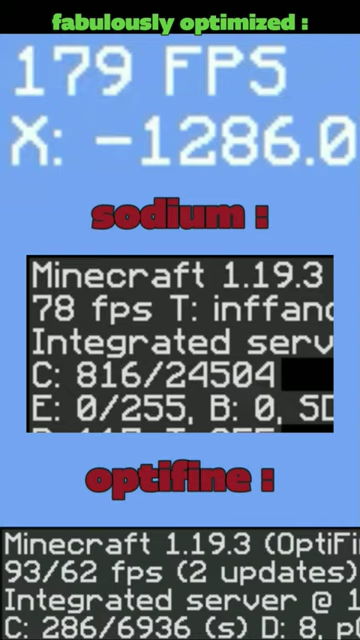 fabulously optimized :
179 FPS
X: -1286.0
sodium :
Minecraft 1.19.3
78 fps T: inffanc
Integrated serv
C: 816/24504
E: 0/255, B: 0, SD
optifine :
Minecraft 1.19.3 (OptiFi
93/62 fps (2 updates)
Integrated server @ 1
C: 286/6936 (s) D: 8, p